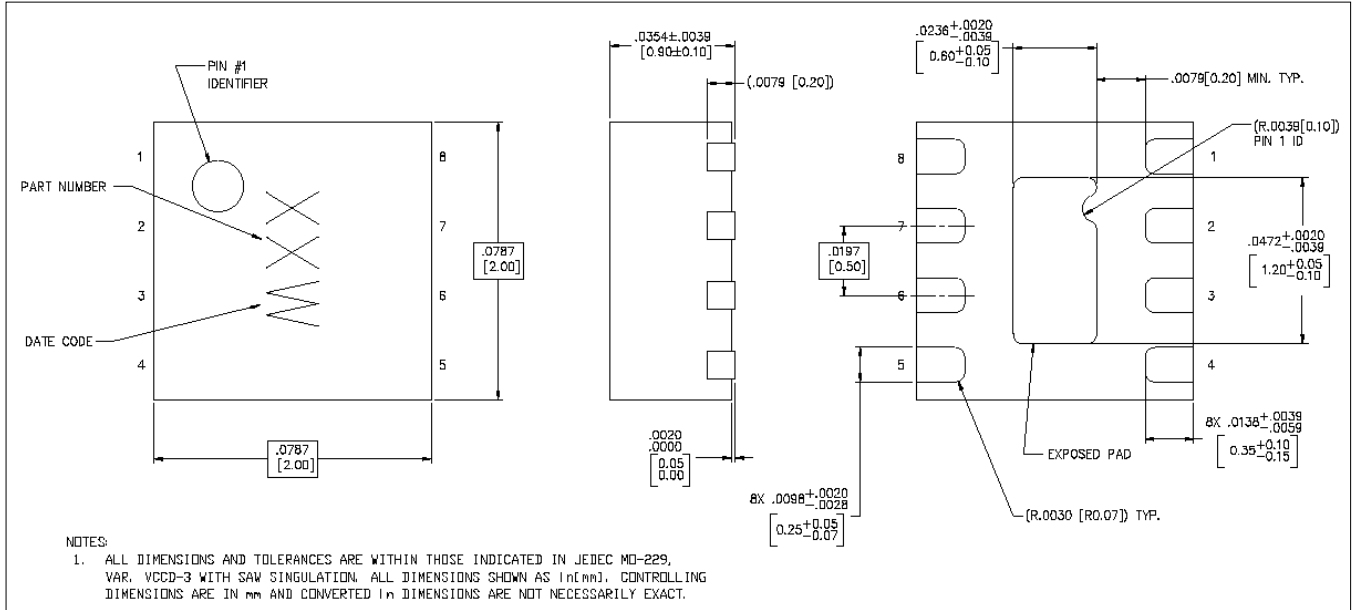 PIN #1
IDENTIFIER
1
2
3
4
8
7
6
5
PART NUMBER
XX
W
DATE CODE
.0787
[2.00]
.0787
[2.00]
.0354±.0039
[0.90±0.10]
(.0079 [0.20])
.0020
.0000
[0.05
0.00]
.0236+.0020
-.0039
[0.60+0.05
-0.10]
.0079[0.20] MIN. TYP.
(R.0039[0.10])
PIN 1 ID
8
7
6
5
1
2
3
4
.0197
[0.50]
.0472+.0020
-.0039
[1.20+0.05
-0.10]
8X .0138+.0039
-.0059
[0.35+0.10
-0.15]
EXPOSED PAD
8X .0098+.0020
-.0028
[0.25+0.05
-0.07]
(R.0030 [R0.07]) TYP.
NOTES:
1. ALL DIMENSIONS AND TOLERANCES ARE WITHIN THOSE INDICATED IN JEDEC MO-229,
VAR. VCCD-3 WITH SAW SINGULATION. ALL DIMENSIONS SHOWN AS In[mm]. CONTROLLING
DIMENSIONS ARE IN mm AND CONVERTED In DIMENSIONS ARE NOT NECESSARILY EXACT.